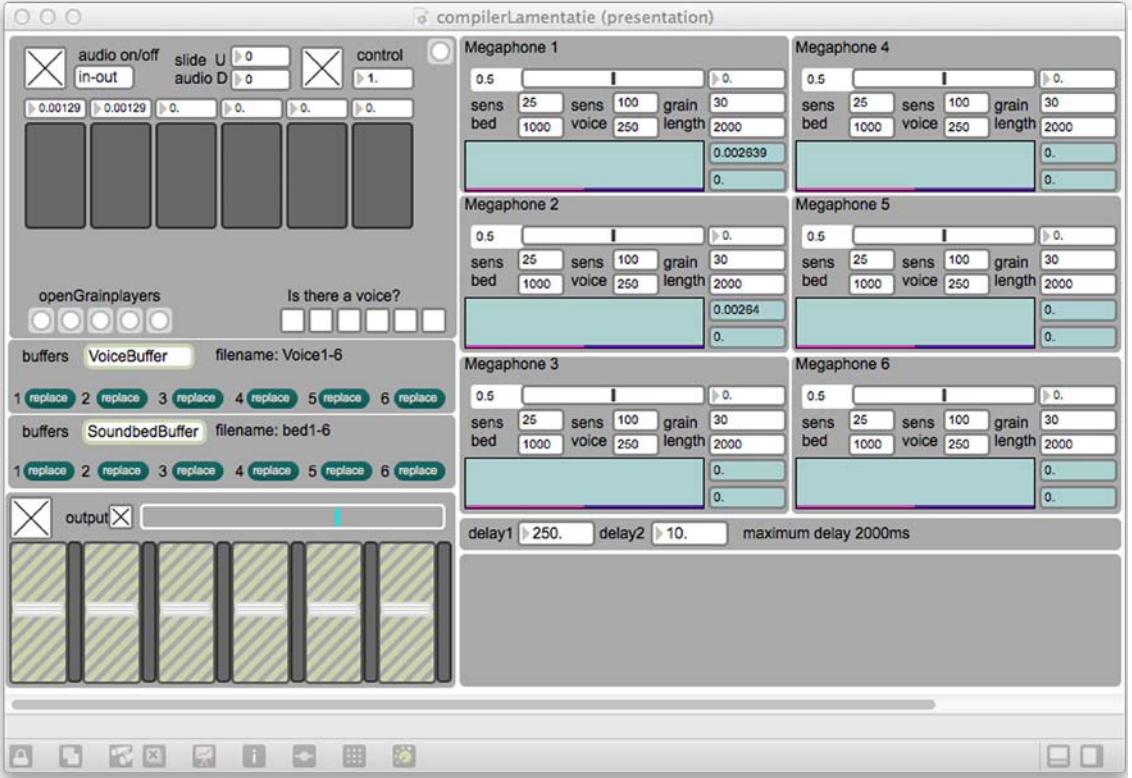 compilerLamentatie (presentation)
audio on/off
in-out
slide U 0
audio D 0
control
1.
0.00129 0.00129 0. 0. 0. 0.
openGrainplayers
Is there a voice?
buffers VoiceBuffer filename: Voice1-6
1 replace 2 replace 3 replace 4 replace 5 replace 6 replace
buffers SoundbedBuffer filename: bed1-6
1 replace 2 replace 3 replace 4 replace 5 replace 6 replace
output
Megaphone 1
0.5 0.
sens 25 sens 100 grain 30
bed 1000 voice 250 length 2000
0.002639
0.
Megaphone 2
0.5 0.
sens 25 sens 100 grain 30
bed 1000 voice 250 length 2000
0.00264
0.
Megaphone 3
0.5 0.
sens 25 sens 100 grain 30
bed 1000 voice 250 length 2000
0.
0.
Megaphone 4
0.5 0.
sens 25 sens 100 grain 30
bed 1000 voice 250 length 2000
0.
0.
Megaphone 5
0.5 0.
sens 25 sens 100 grain 30
bed 1000 voice 250 length 2000
0.
0.
Megaphone 6
0.5 0.
sens 25 sens 100 grain 30
bed 1000 voice 250 length 2000
0.
0.
delay1 250. delay2 10. maximum delay 2000ms